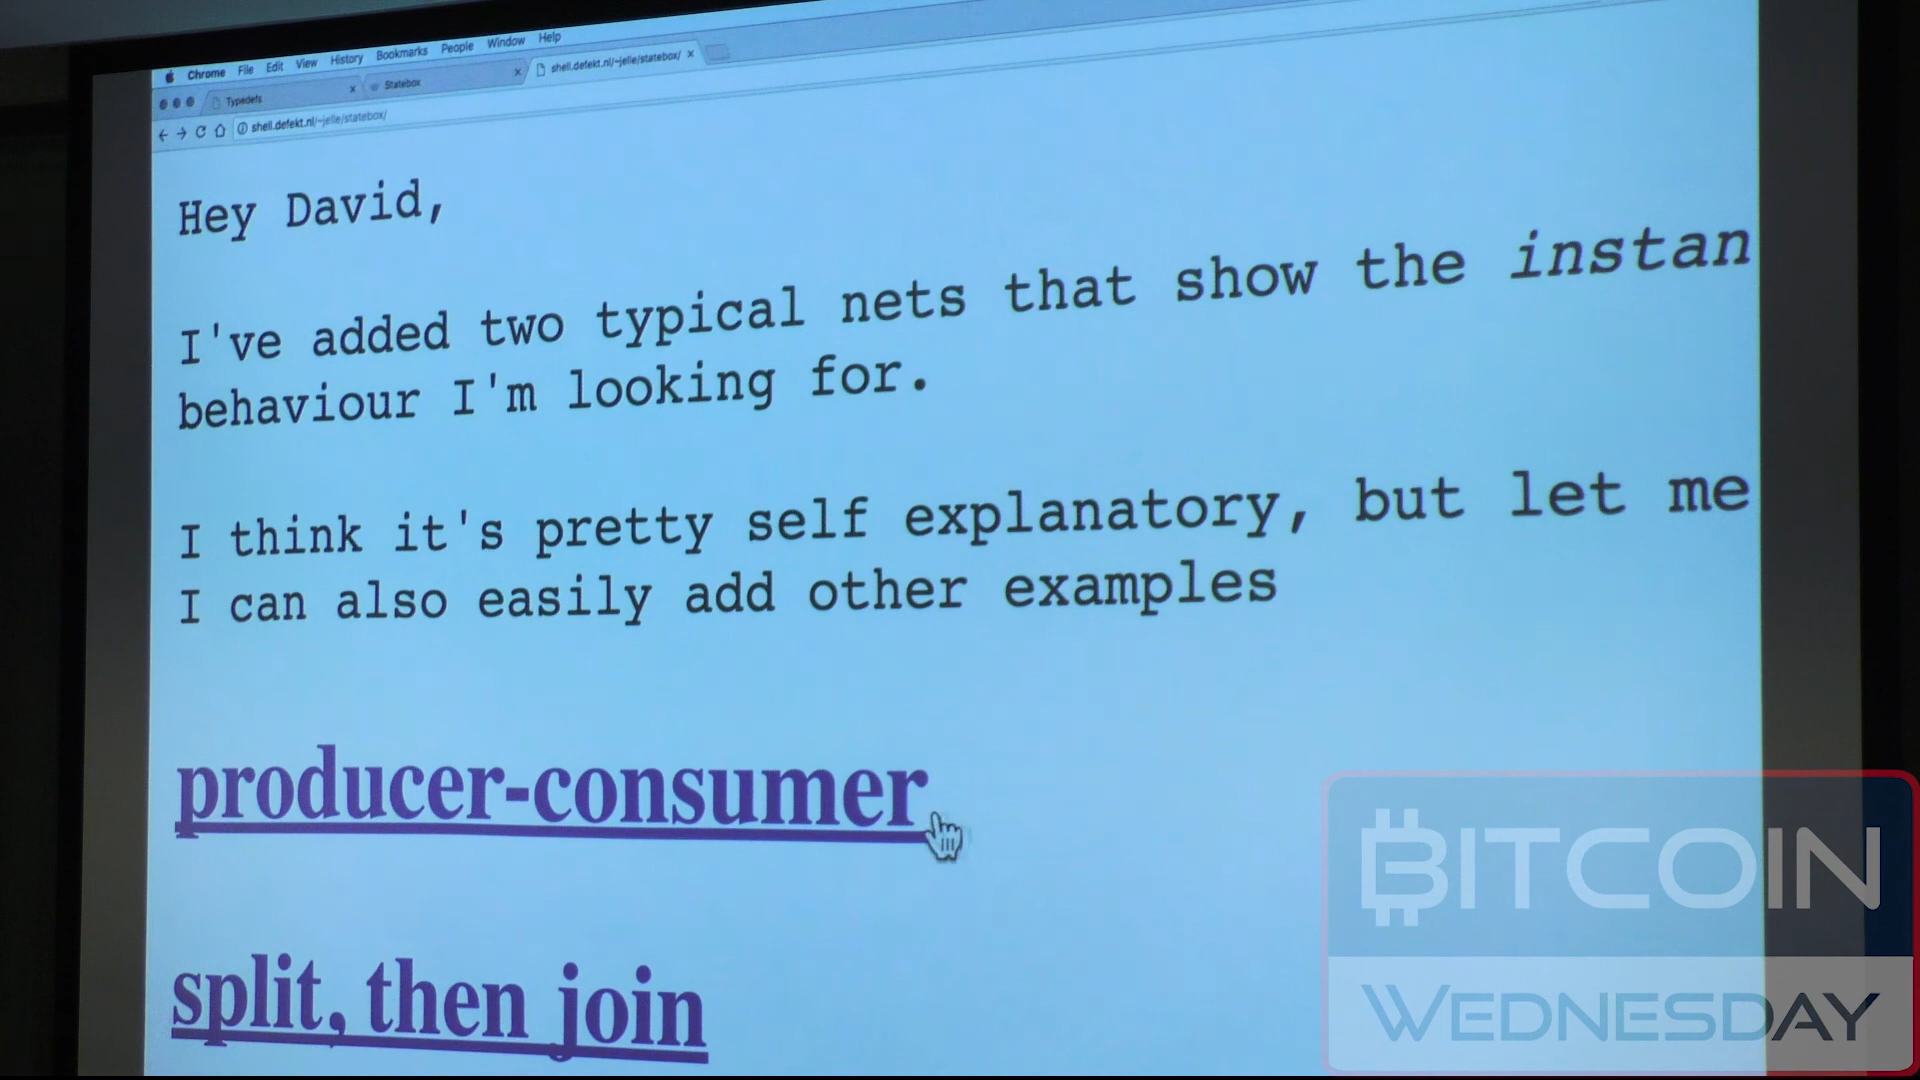 Chrome File Edit View History Bookmarks People Window Help
Typedefs
Statebox
shell.defekt.nl/~jelle/statebox/
shell.defekt.nl/~jelle/statebox/
Hey David,
I've added two typical nets that show the instan
behaviour I'm looking for.
I think it's pretty self explanatory, but let me
I can also easily add other examples
producer-consumer
split, then join
BITCOIN
WEDNESDAY